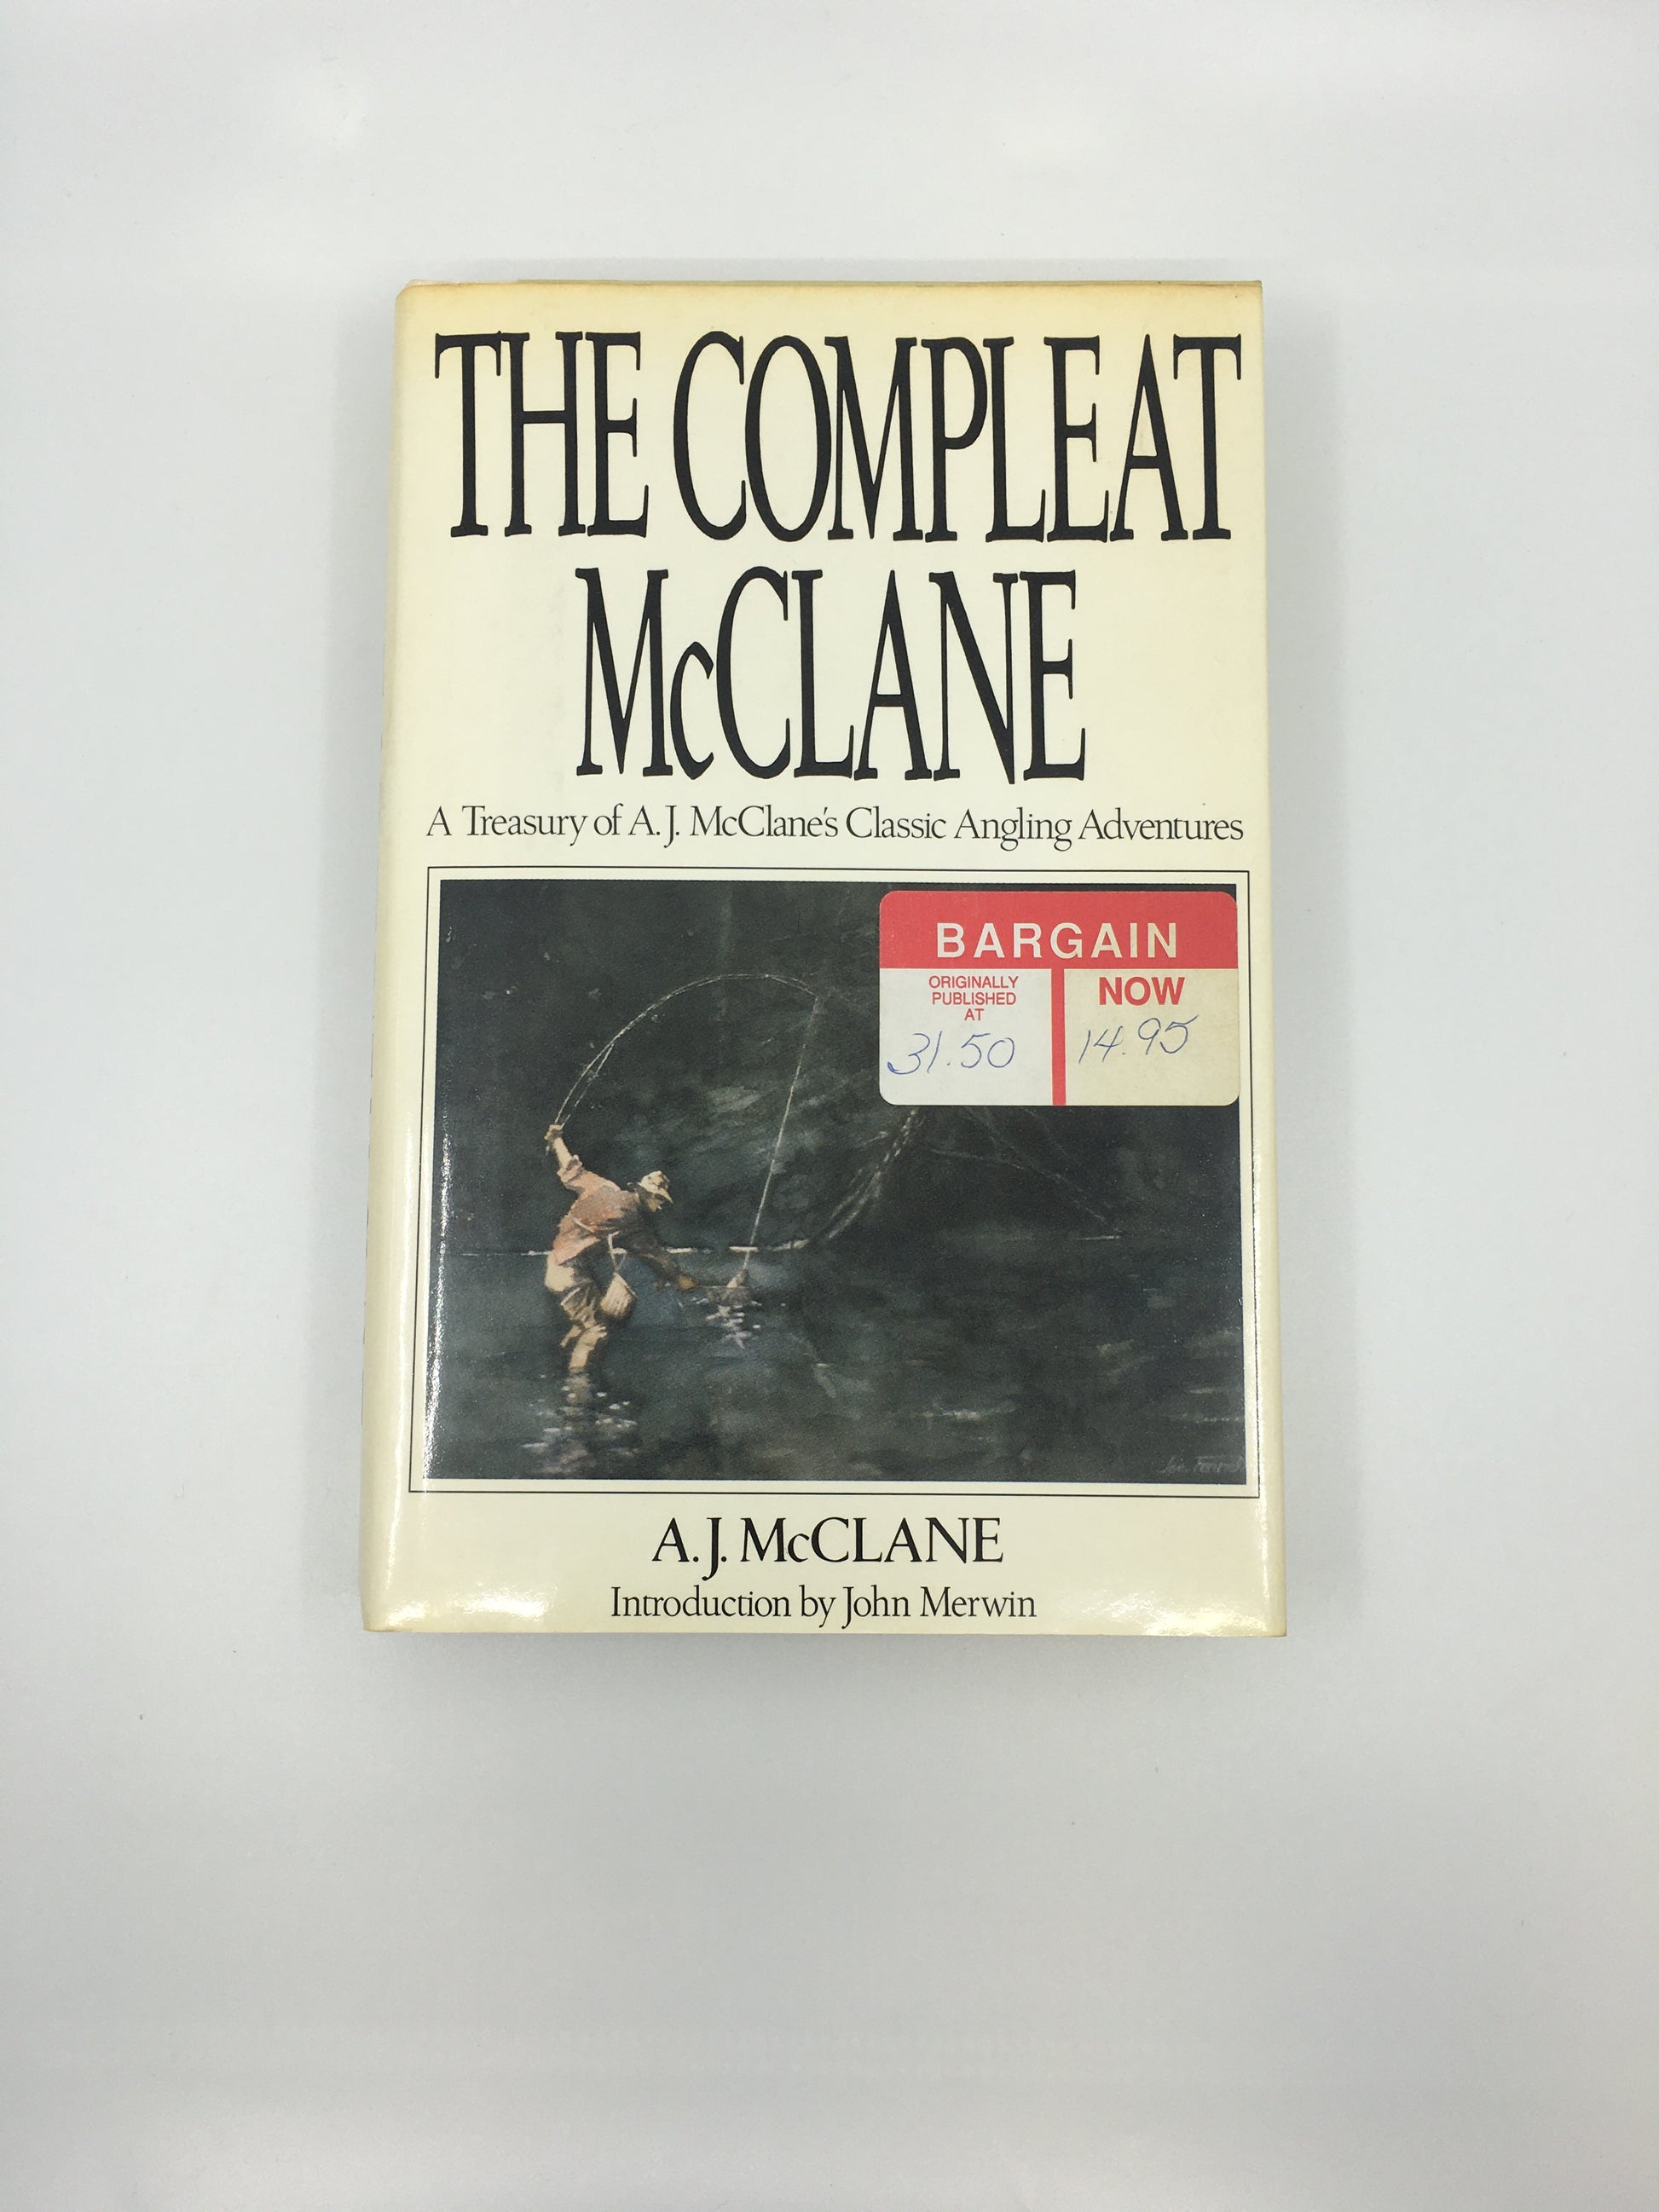 THE COMPLEAT
McCLANE
A Treasury of A. J. McClane's Classic Angling Adventures
BARGAIN
ORIGINALLY
PUBLISHED
AT
31.50
NOW
14.95
A. J. McCLANE
Introduction by John Merwin